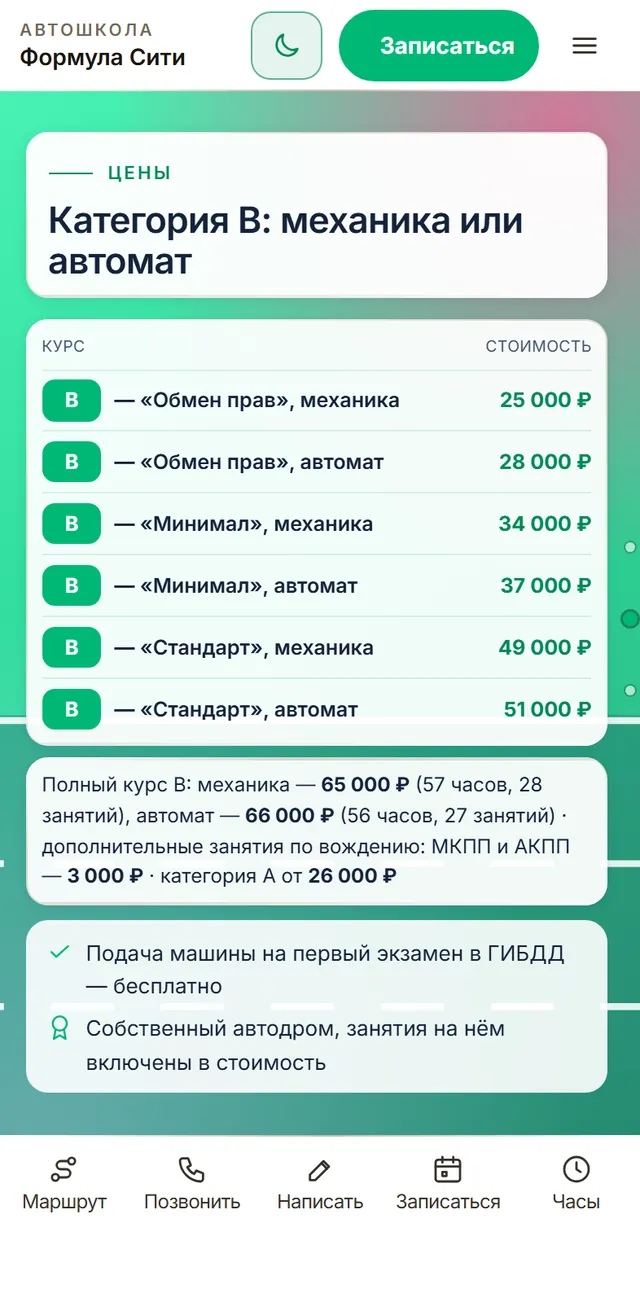 АВТОШКОЛА
Формула Сити
Записаться
ЦЕНЫ
Категория B: механика или
автомат
КУРС СТОИМОСТЬ
B — «Обмен прав», механика 25 000 ₽
B — «Обмен прав», автомат 28 000 ₽
B — «Минимал», механика 34 000 ₽
B — «Минимал», автомат 37 000 ₽
B — «Стандарт», механика 49 000 ₽
B — «Стандарт», автомат 51 000 ₽
Полный курс B: механика — 65 000 ₽ (57 часов, 28
занятий), автомат — 66 000 ₽ (56 часов, 27 занятий) ·
дополнительные занятия по вождению: МКПП и АКПП
— 3 000 ₽ · категория А от 26 000 ₽
Подача машины на первый экзамен в ГИБДД
— бесплатно
Собственный автодром, занятия на нём
включены в стоимость
Маршрут Позвонить Написать Записаться Часы